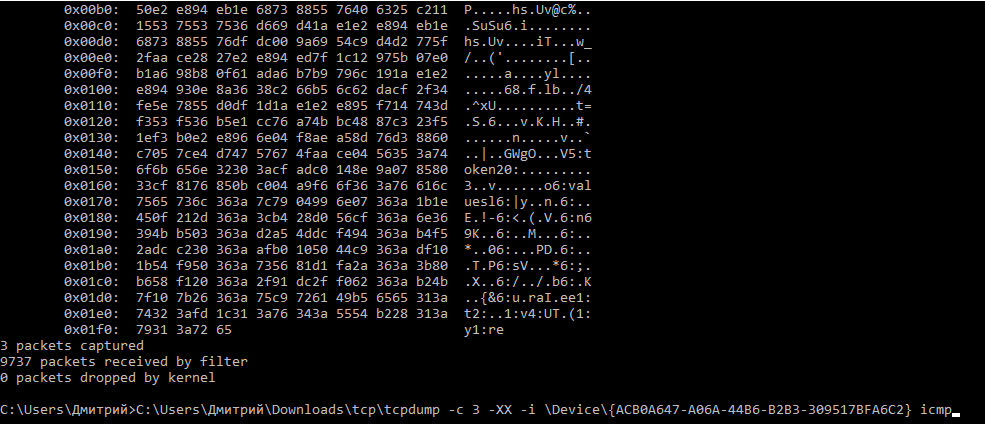 0x00b0: 50e2 e894 eb1e 6873 8855 7640 6325 c211 P.....hs.Uv@c%..
0x00c0: 1553 7553 7536 d669 d41a e1e2 e894 eb1e .SuSu6.i........
0x00d0: 6873 8855 76df dc00 9a69 54c9 d4d2 775f hs.Uv....iT...w_
0x00e0: 2faa ce28 27e2 e894 ed7f 1c12 975b 07e0 /..('........[..
0x00f0: b1a6 98b8 0f61 ada6 b7b9 796c 191a e1e2 .....a....yl....
0x0100: e894 930e 8a36 38c2 66b5 6c62 dacf 2f34 .....68.f.lb../4
0x0110: fe5e 7855 d0df 1d1a e1e2 e895 f714 743d .^xU..........t=
0x0120: f353 f536 b5e1 cc76 a74b bc48 87c3 23f5 .S.6...v.K.H..#.
0x0130: 1ef3 b0e2 e896 6e04 f8ae a58d 76d3 8860 ......n.....v..`
0x0140: c705 7ce4 d747 5767 4faa ce04 5635 3a74 ..|..GWgO...V5:t
0x0150: 6f6b 656e 3230 3acf adc0 148e 9a07 8580 oken20:.........
0x0160: 33cf 8176 850b c004 a9f6 6f36 3a76 616c 3..v......o6:val
0x0170: 7565 736c 363a 7c79 0499 6e07 363a 1b1e uesl6:|y..n.6:..
0x0180: 450f 212d 363a 3cb4 28d0 56cf 363a 6e36 E.!-6:<.(.V.6:n6
0x0190: 394b b503 363a d2a5 4ddc f494 363a b4f5 9K..6:..M...6:..
0x01a0: 2adc c230 363a afb0 1050 44c9 363a df10 *..06:...PD.6:..
0x01b0: 1b54 f950 363a 7356 81d1 fa2a 363a 3b80 .T.P6:sV...*6:;.
0x01c0: b658 f120 363a 2f91 dc2f f062 363a b24b .X..6:/../.b6:.K
0x01d0: 7f10 7b26 363a 75c9 7261 49b5 6565 313a ..{&6:u.raI.ee1:
0x01e0: 7432 3afd 1c31 3a76 343a 5554 b228 313a t2:..1:v4:UT.(1:
0x01f0: 7931 3a72 65 y1:re
3 packets captured
9737 packets received by filter
0 packets dropped by kernel
C:\Users\Дмитрий>C:\Users\Дмитрий\Downloads\tcp\tcpdump -c 3 -XX -i \Device\{ACB0A647-A06A-44B6-B2B3-309517BFA6C2} icmp_